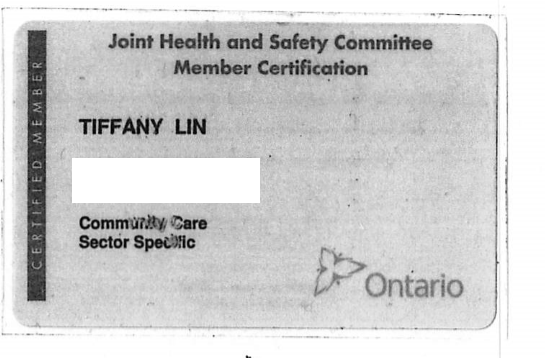 Joint Health and Safety Committee
Member Certification
CERTIFIED MEMBER
TIFFANY LIN
Community Care
Sector Specific
Ontario